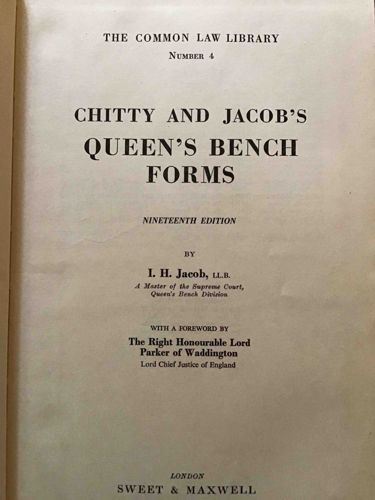 THE COMMON LAW LIBRARY
NUMBER 4
CHITTY AND JACOB'S
QUEEN'S BENCH
FORMS
NINETEENTH EDITION
BY
I. H. Jacob, LL.B.
A Master of the Supreme Court,
Queen's Bench Division
WITH A FOREWORD BY
The Right Honourable Lord
Parker of Waddington
Lord Chief Justice of England
LONDON
SWEET & MAXWELL